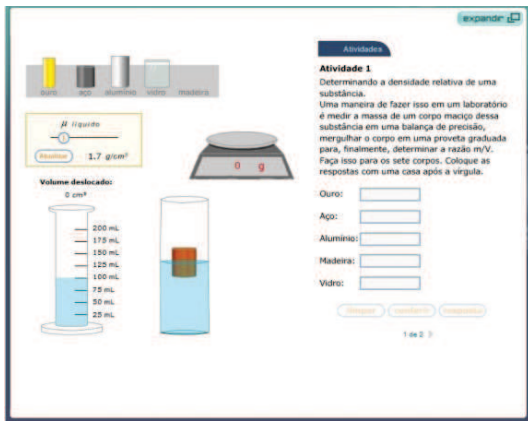 expandir
ouro aço alumínio vidro madeira
μ líquido
1.7 g/cm³
0 g
Volume deslocado:
0 cm³
200 mL
175 mL
150 mL
125 mL
100 mL
75 mL
50 mL
25 mL
Atividades
Atividade 1
Determinando a densidade relativa de uma
substância.
Uma maneira de fazer isso em um laboratório
é medir a massa de um corpo maciço dessa
substância em uma balança de precisão,
mergulhar o corpo em uma proveta graduada
para, finalmente, determinar a razão m/V.
Faça isso para os sete corpos. Coloque as
respostas com uma casa após a vírgula.
Ouro:
Aço:
Alumínio:
Madeira:
Vidro:
1 de 2